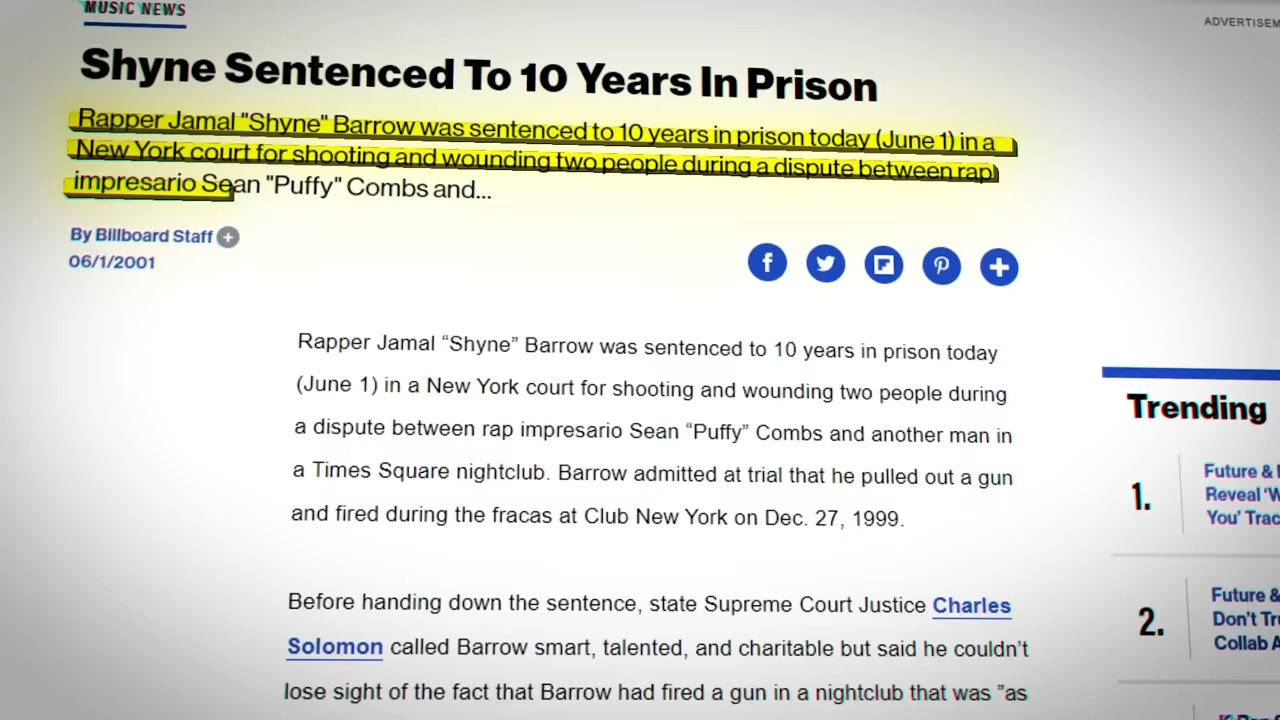 MUSIC NEWS
ADVERTISEM
Shyne Sentenced To 10 Years In Prison
Rapper Jamal "Shyne" Barrow was sentenced to 10 years in prison today (June 1) in a
New York court for shooting and wounding two people during a dispute between rap
impresario Sean "Puffy" Combs and...
By Billboard Staff
06/1/2001
Rapper Jamal “Shyne” Barrow was sentenced to 10 years in prison today
(June 1) in a New York court for shooting and wounding two people during
a dispute between rap impresario Sean “Puffy” Combs and another man in
a Times Square nightclub. Barrow admitted at trial that he pulled out a gun
and fired during the fracas at Club New York on Dec. 27, 1999.
Before handing down the sentence, state Supreme Court Justice Charles
Solomon called Barrow smart, talented, and charitable but said he couldn’t
lose sight of the fact that Barrow had fired a gun in a nightclub that was ”as
Trending
1.
Future &
Reveal ‘W
You’ Trac
2.
Future &
Don’t Tru
Collab A